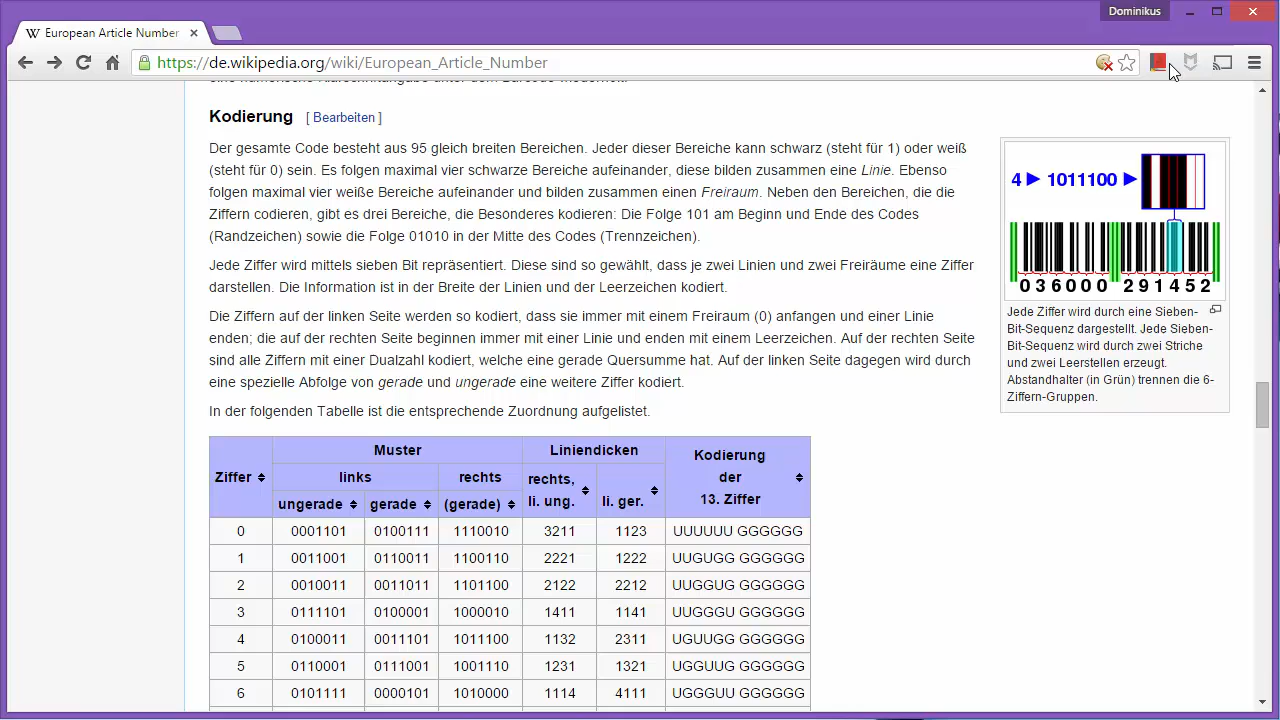 Dominikus
European Article Number
https://de.wikipedia.org/wiki/European_Article_Number
Kodierung [ Bearbeiten ]
Der gesamte Code besteht aus 95 gleich breiten Bereichen. Jeder dieser Bereiche kann schwarz (steht für 1) oder weiß
(steht für 0) sein. Es folgen maximal vier schwarze Bereiche aufeinander, diese bilden zusammen eine Linie. Ebenso
folgen maximal vier weiße Bereiche aufeinander und bilden zusammen einen Freiraum. Neben den Bereichen, die die
Ziffern codieren, gibt es drei Bereiche, die Besonderes kodieren: Die Folge 101 am Beginn und Ende des Codes
(Randzeichen) sowie die Folge 01010 in der Mitte des Codes (Trennzeichen).
Jede Ziffer wird mittels sieben Bit repräsentiert. Diese sind so gewählt, dass je zwei Linien und zwei Freiräume eine Ziffer
darstellen. Die Information ist in der Breite der Linien und der Leerzeichen kodiert.
Die Ziffern auf der linken Seite werden so kodiert, dass sie immer mit einem Freiraum (0) anfangen und einer Linie
enden; die auf der rechten Seite beginnen immer mit einer Linie und enden mit einem Leerzeichen. Auf der rechten Seite
sind alle Ziffern mit einer Dualzahl kodiert, welche eine gerade Quersumme hat. Auf der linken Seite dagegen wird durch
eine spezielle Abfolge von gerade und ungerade eine weitere Ziffer kodiert.
In der folgenden Tabelle ist die entsprechende Zuordnung aufgelistet.
4 ► 1011100 ►
036000 291452
Jede Ziffer wird durch eine Sieben-
Bit-Sequenz dargestellt. Jede Sieben-
Bit-Sequenz wird durch zwei Striche
und zwei Leerstellen erzeugt.
Abstandhalter (in Grün) trennen die 6-
Ziffern-Gruppen.
Ziffer Muster Liniendicken Kodierung
der
13. Ziffer
links rechts rechts,
li. ung. li. ger.
ungerade gerade (gerade)
0 0001101 0100111 1110010 3211 1123 UUUUUU GGGGGG
1 0011001 0110011 1100110 2221 1222 UUGUGG GGGGGG
2 0010011 0011011 1101100 2122 2212 UUGGUG GGGGGG
3 0111101 0100001 1000010 1411 1141 UUGGGU GGGGGG
4 0100011 0011101 1011100 1132 2311 UGUUGG GGGGGG
5 0110001 0111001 1001110 1231 1321 UGGUUG GGGGGG
6 0101111 0000101 1010000 1114 4111 UGGGUU GGGGGG